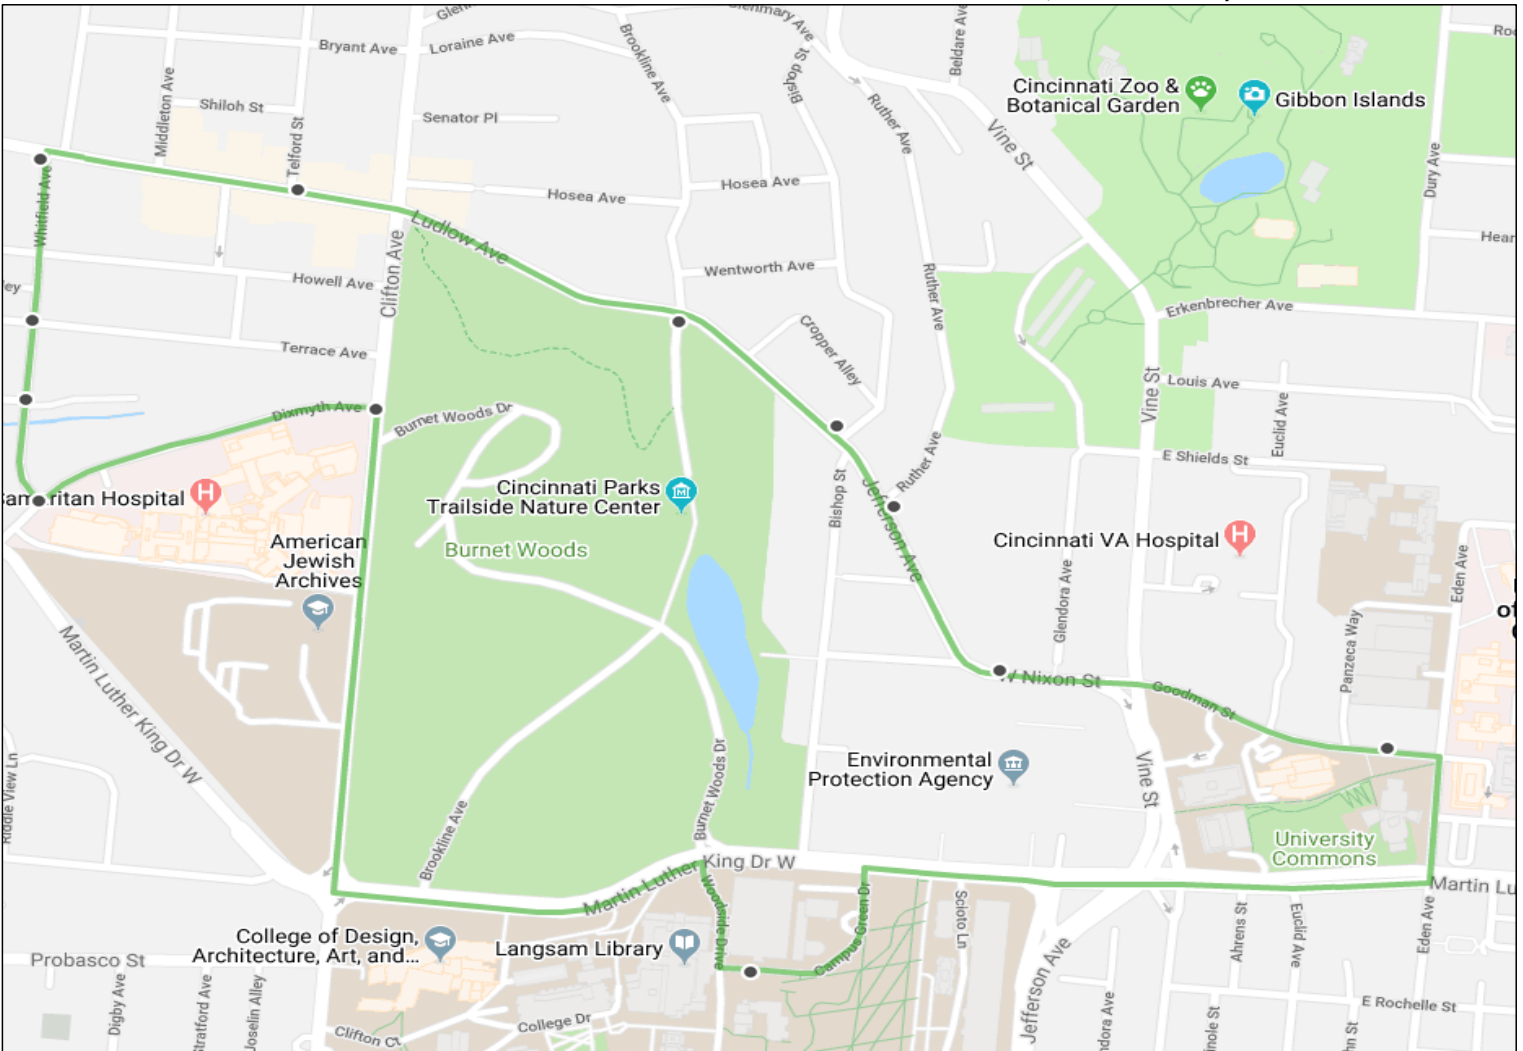 Bryant Ave
Loraine Ave
Glenmary Ave
Brookline Ave
Bishop St
Beldare Ave
Shiloh St
Middleton Ave
Telford St
Senator Pl
Ruther Ave
Vine St
Cincinnati Zoo &
Botanical Garden
Gibbon Islands
Dury Ave
Hosea Ave
Hosea Ave
Whitfield Ave
Ludlow Ave
Clifton Ave
Howell Ave
Wentworth Ave
Ruther Ave
Erkenbrecher Ave
Terrace Ave
Cropper Alley
Vine St
Louis Ave
Euclid Ave
Dixmyth Ave
Burnet Woods Dr
Ruther Ave
E Shields St
ritan Hospital
Cincinnati Parks
Trailside Nature Center
Bishop St
Jefferson Ave
American
Jewish
Archives
Burnet Woods
Cincinnati VA Hospital
Glendora Ave
Eden Ave
Panzeca Way
Martin Luther King Dr W
W Nixon St
Goodman St
Environmental
Protection Agency
Vine St
Riddle View Ln
Brookline Ave
Burnet Woods Dr
University
Commons
Martin Luther King Dr W
Martin Lu
Woodside Drive
Campus Green Dr
Scioto Ln
Ahrens St
Euclid Ave
Eden Ave
College of Design,
Architecture, Art, and...
Langsam Library
Probasco St
Digby Ave
Stratford Ave
Joselin Alley
Clifton Ct
College Dr
Jefferson Ave
E Rochelle St